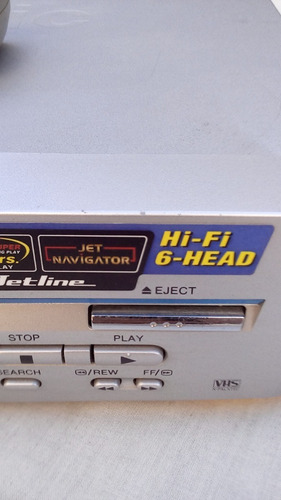 JET
NAVIGATOR
Hi-Fi
6-HEAD
Jetline
EJECT
STOP
PLAY
SEARCH
/REW
FF/
VHS